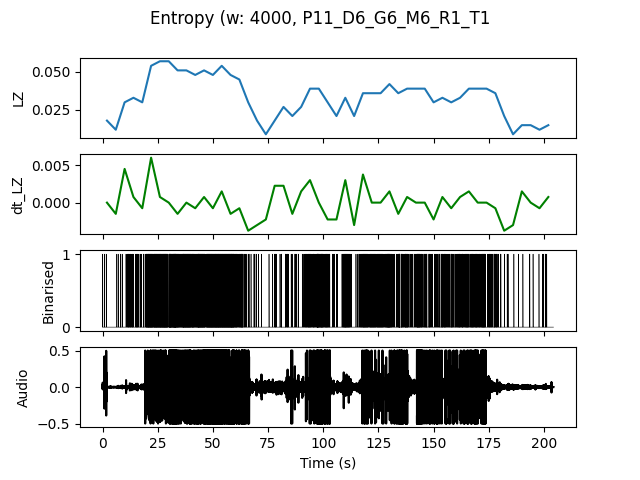 Entropy (w: 4000, P11_D6_G6_M6_R1_T1
0.050
0.025
LZ
0.005
0.000
dt_LZ
1
0
Binarised
0.5
0.0
−0.5
Audio
0 25 50 75 100 125 150 175 200
Time (s)